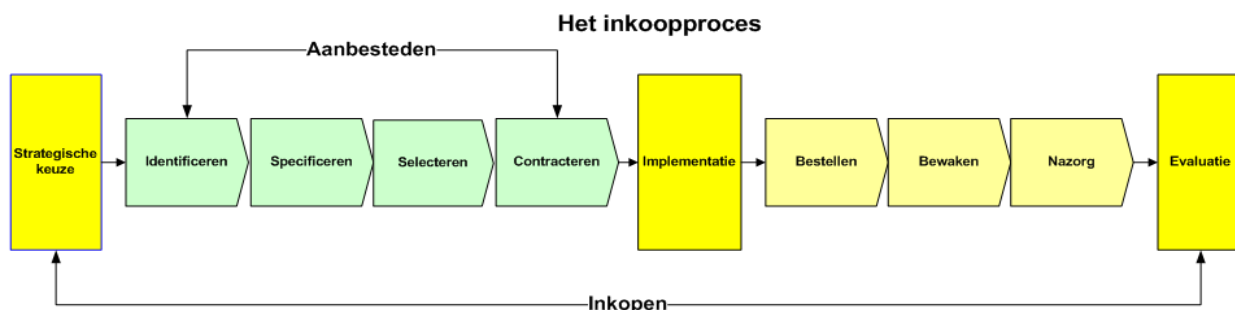 Het inkoopproces
Aanbesteden
Strategische
keuze
Identificeren
Specificeren
Selecteren
Contracteren
Implementatie
Bestellen
Bewaken
Nazorg
Evaluatie
Inkopen